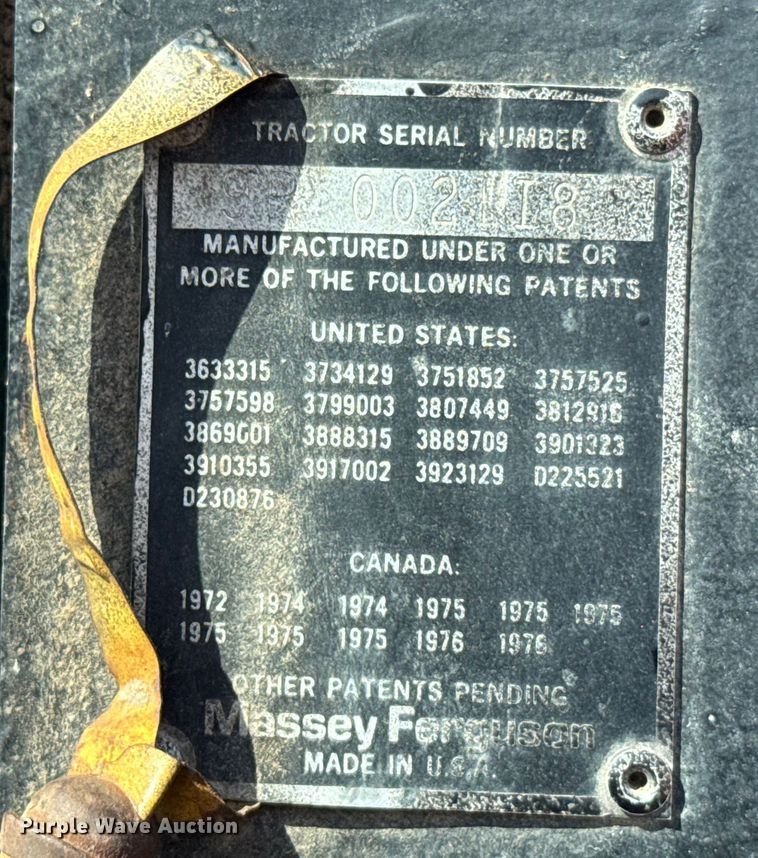 TRACTOR SERIAL NUMBER
MANUFACTURED UNDER ONE OR
MORE OF THE FOLLOWING PATENTS
UNITED STATES:
3633315 3734129 3751852 3757525
3757598 3799003 3807449
3869601 3888315 3889709 3901323
3910355 3917002 3923129 D225521
D230876
CANADA:
1972 1974 1974 1975 1975 1975
1975 1975 1975 1976 1976
OTHER PATENTS PENDING
Massey Ferguson
MADE IN U.S.A.
Purple Wave Auction